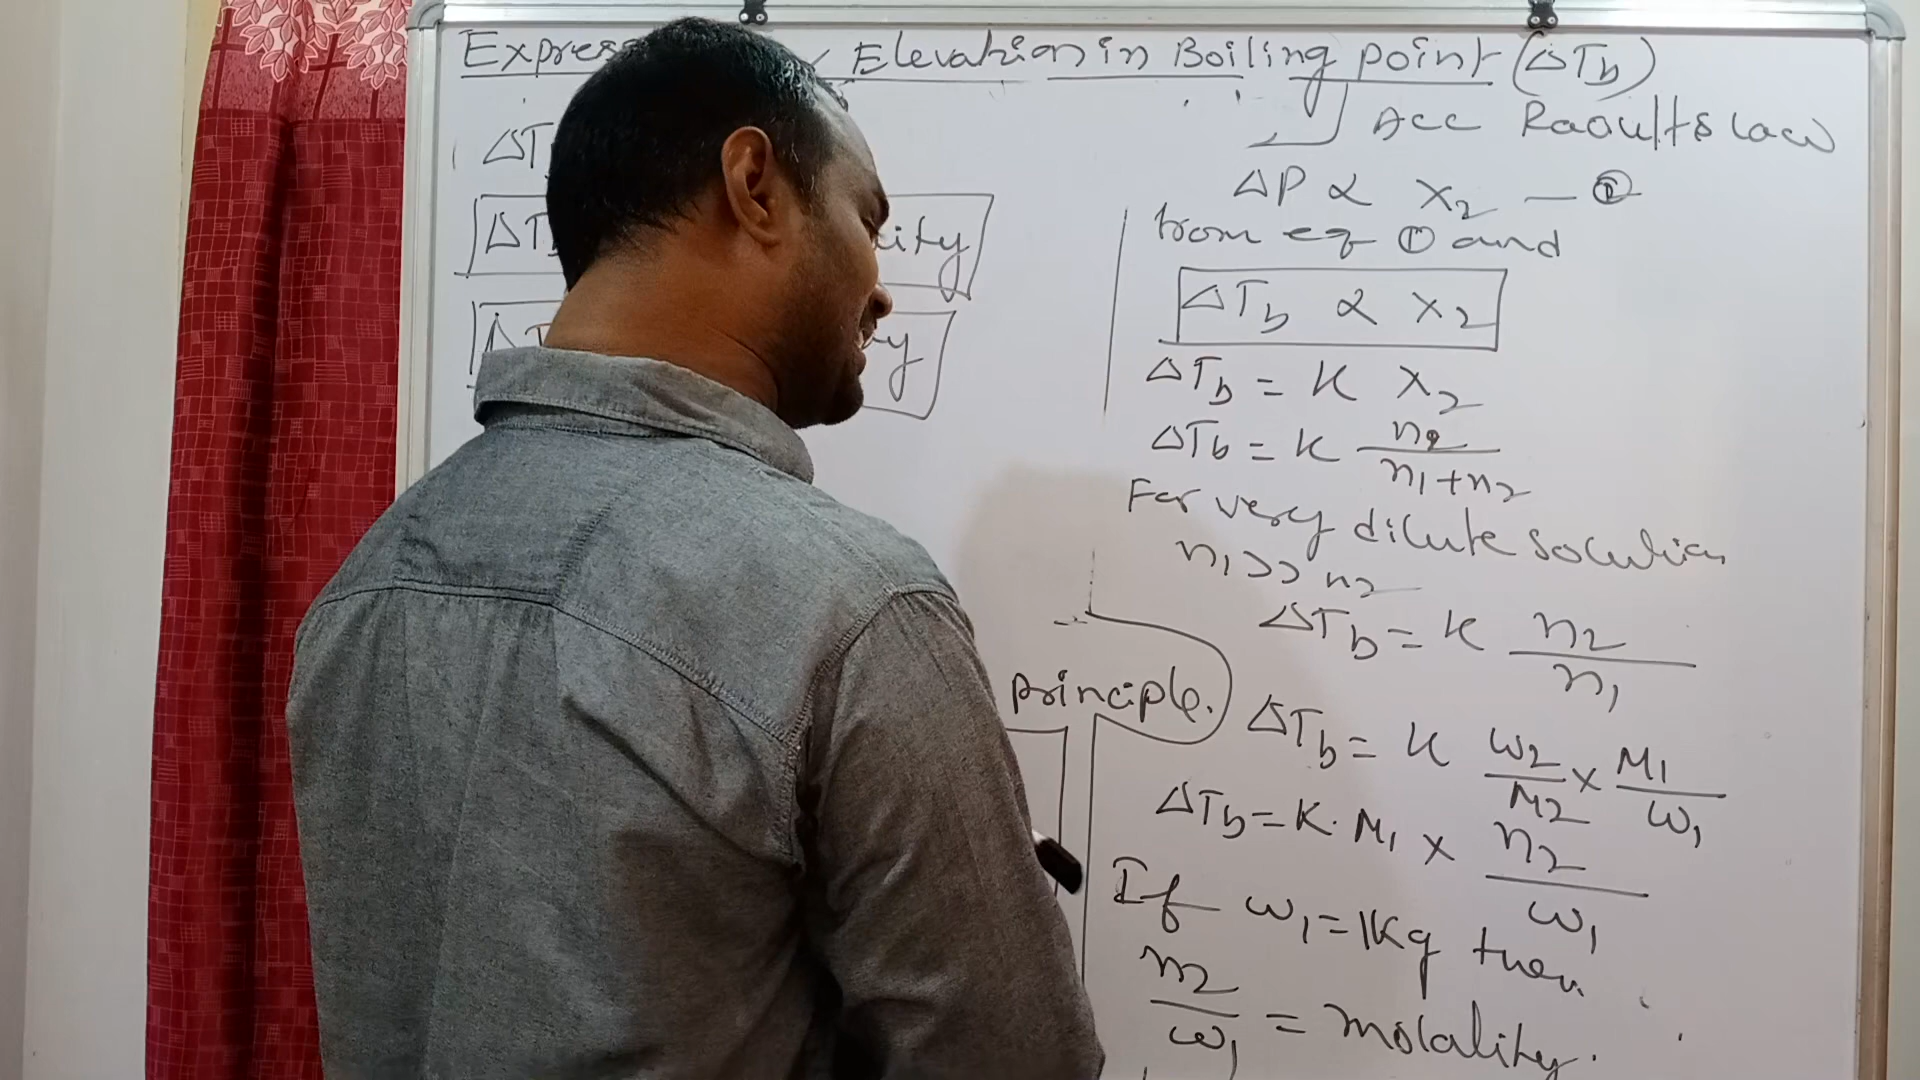 Elevation in Boiling point (ΔTb)
ΔT
ΔT
Acc Raoults law
ΔP α x2 — ②
from eq ① and
ΔTb α x2
ΔTb = K x2
ΔTb = K n2/n1+n2
For very dilute solution
n1 >> n2
ΔTb = K n2/n1
principle.
ΔTb = K w2/M2 × M1/w1
ΔTb = K. M1 × n2/w1
If w1 = 1Kg then.
n2/w1 = molality.